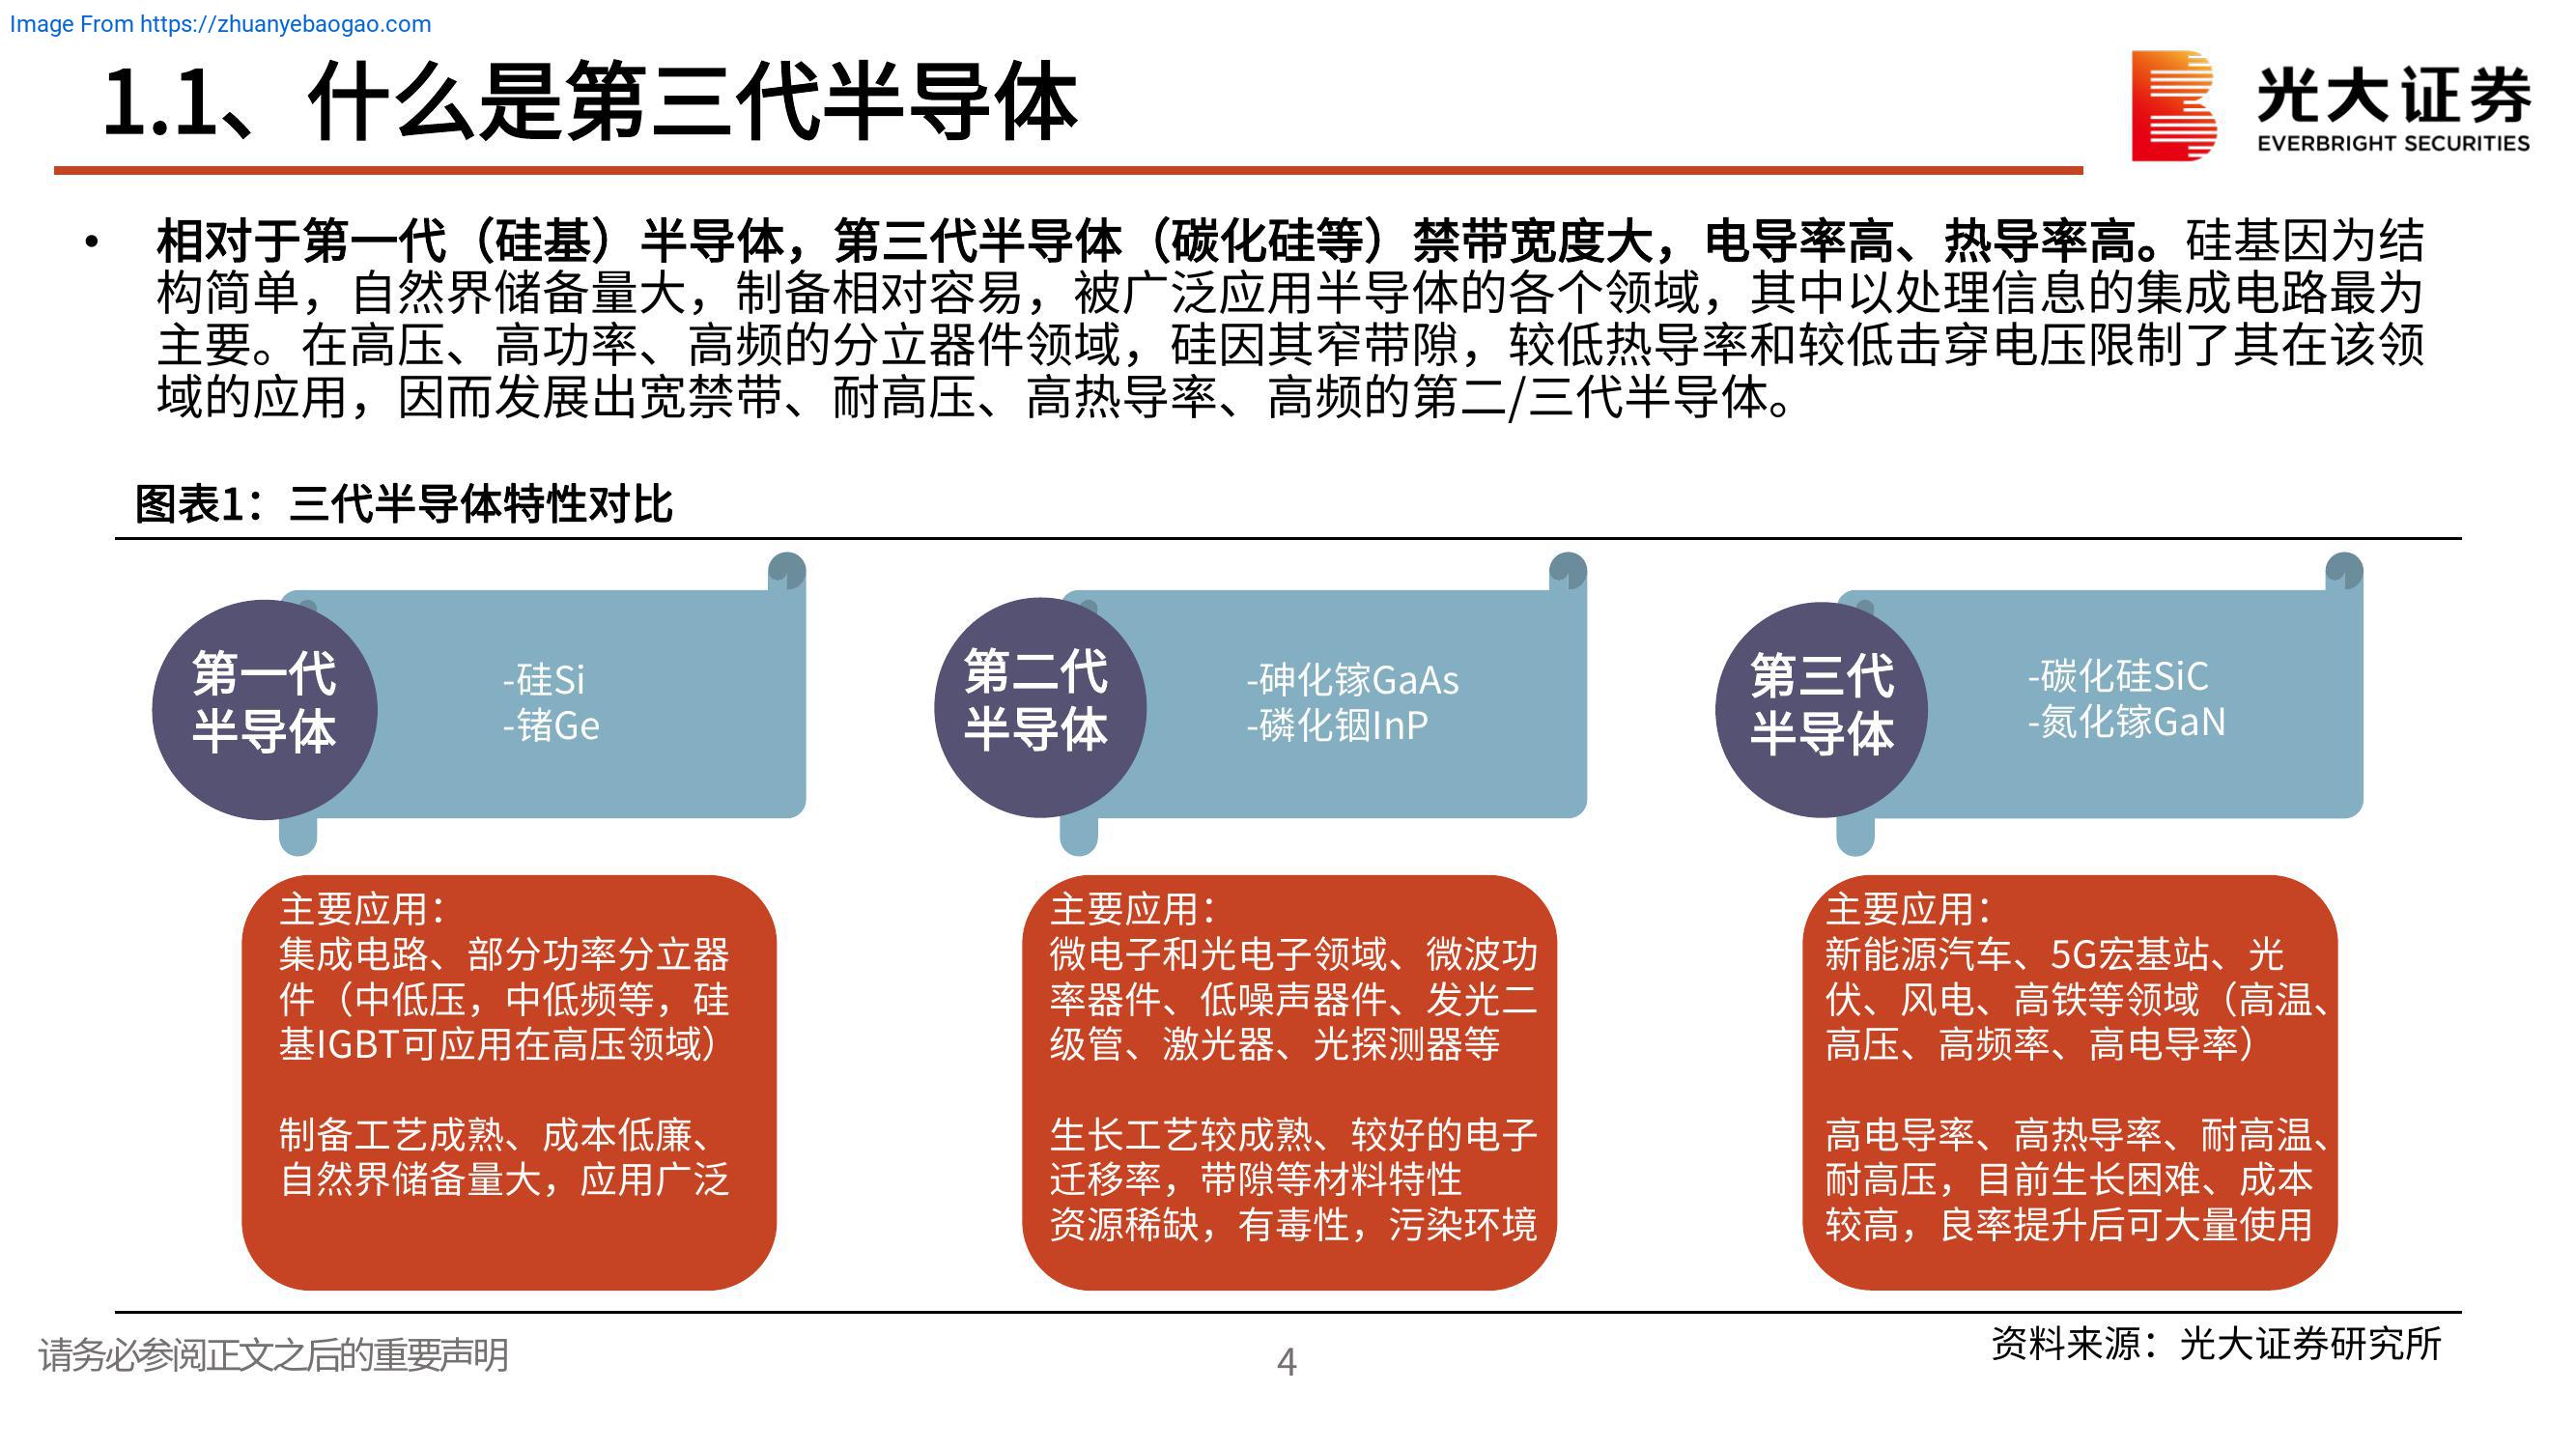 Image From https://zhuanyebaogao.com
1.1、什么是第三代半导体
光大证券
EVERBRIGHT SECURITIES
• 相对于第一代（硅基）半导体，第三代半导体（碳化硅等）禁带宽度大，电导率高、热导率高。硅基因为结
构简单，自然界储备量大，制备相对容易，被广泛应用半导体的各个领域，其中以处理信息的集成电路最为
主要。在高压、高功率、高频的分立器件领域，硅因其窄带隙，较低热导率和较低击穿电压限制了其在该领
域的应用，因而发展出宽禁带、耐高压、高热导率、高频的第二/三代半导体。
图表1：三代半导体特性对比
第一代
半导体
-硅Si
-锗Ge
第二代
半导体
-砷化镓GaAs
-磷化铟InP
第三代
半导体
-碳化硅SiC
-氮化镓GaN
主要应用：
集成电路、部分功率分立器
件（中低压，中低频等，硅
基IGBT可应用在高压领域）
制备工艺成熟、成本低廉、
自然界储备量大，应用广泛
主要应用：
微电子和光电子领域、微波功
率器件、低噪声器件、发光二
级管、激光器、光探测器等
生长工艺较成熟、较好的电子
迁移率，带隙等材料特性
资源稀缺，有毒性，污染环境
主要应用：
新能源汽车、5G宏基站、光
伏、风电、高铁等领域（高温、
高压、高频率、高电导率）
高电导率、高热导率、耐高温、
耐高压，目前生长困难、成本
较高，良率提升后可大量使用
请务必参阅正文之后的重要声明
4
资料来源：光大证券研究所